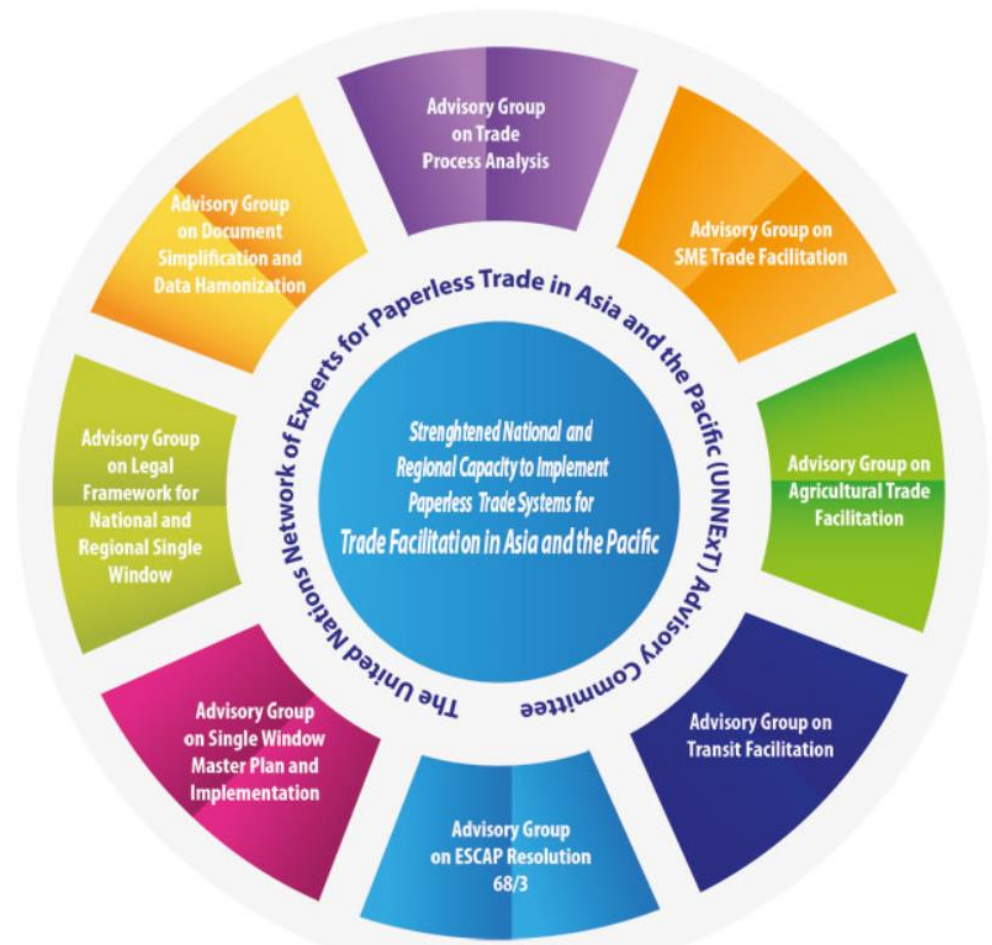 Advisory Group
on Trade
Process Analysis
Advisory Group on
SME Trade Facilitation
Advisory Group on
Agricultural Trade
Facilitation
Advisory Group on
Transit Facilitation
Advisory Group
on ESCAP Resolution
68/3
Advisory Group
on Single Window
Master Plan and
Implementation
Advisory Group
on Legal
Framework for
National and
Regional Single
Window
Advisory Group
on Document
Simplification and
Data Hamonization
The United Nations Network of Experts for Paperless Trade in Asia and the Pacific (UNNExT) Advisory Committee
Strenghtened National and
Regional Capacity to Implement
Paperless Trade Systems for
Trade Facilitation in Asia and the Pacific